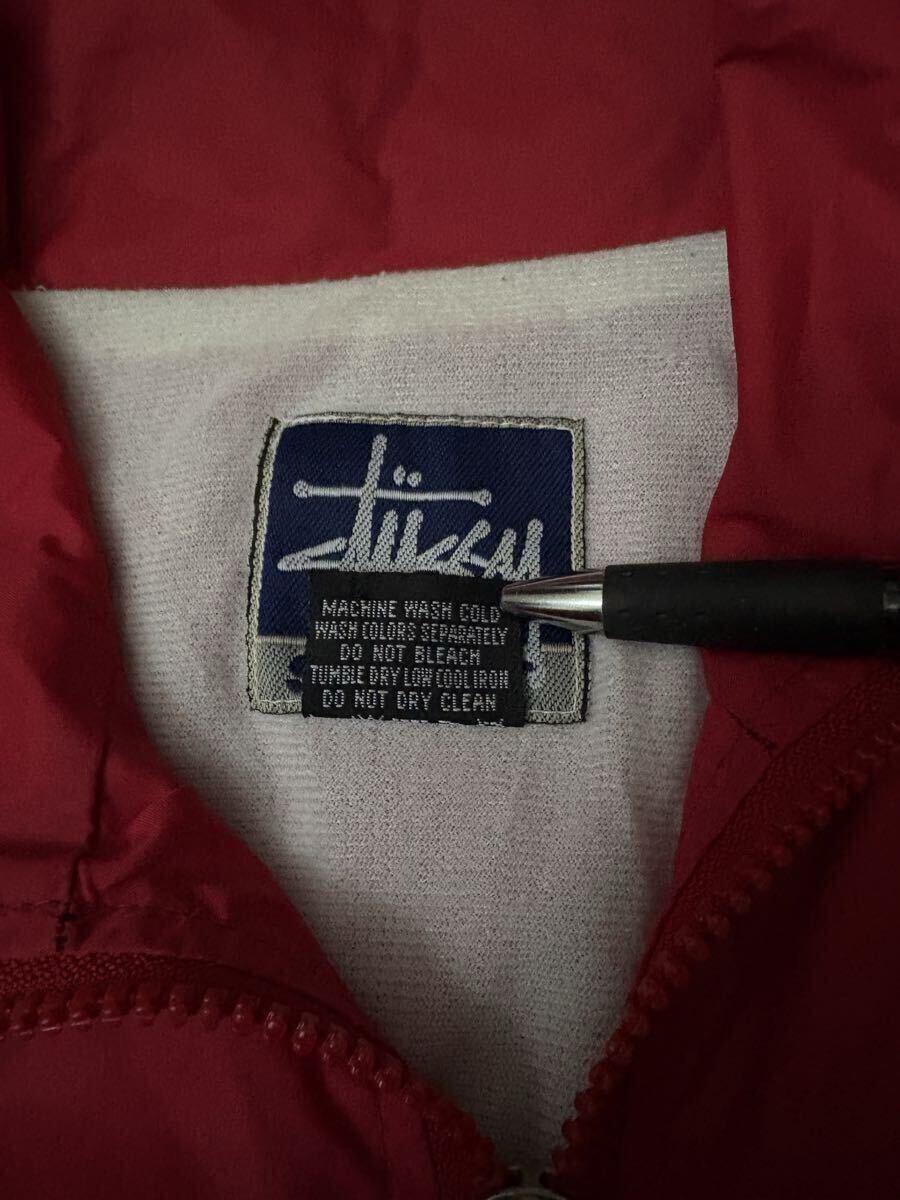 Stüssy
MACHINE WASH COLD
WASH COLORS SEPARATELY
DO NOT BLEACH
TUMBLE DRY LOW COOL IRON
DO NOT DRY CLEAN